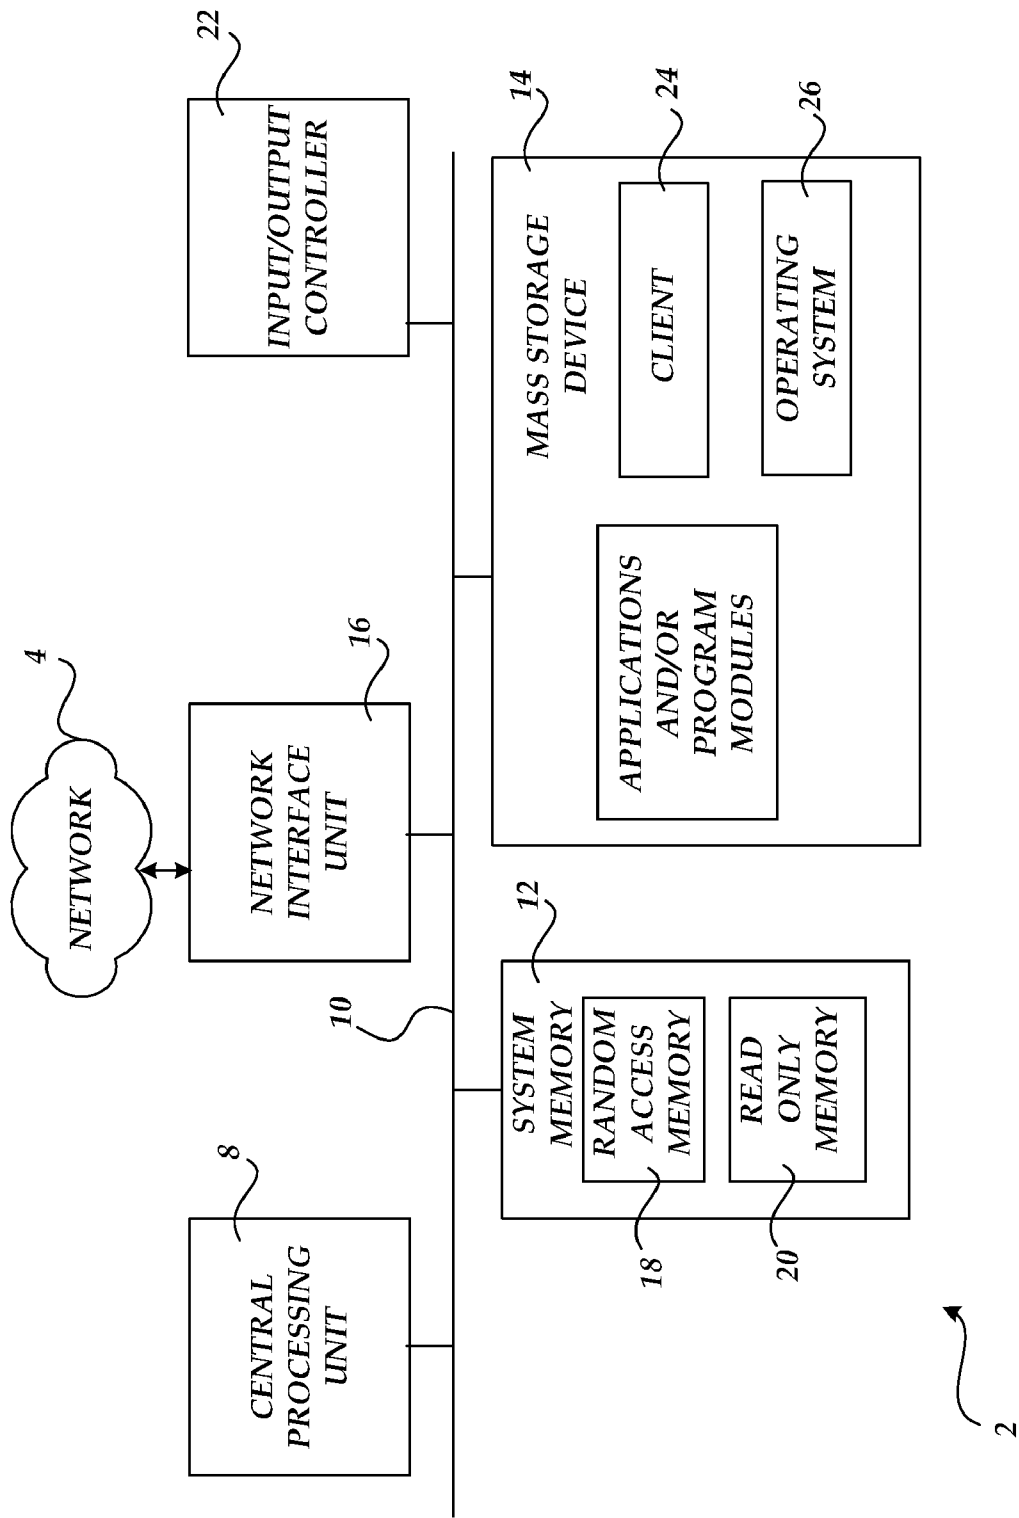 4
NETWORK
8
CENTRAL
PROCESSING
UNIT
NETWORK
INTERFACE
UNIT
16
22
INPUT/OUTPUT
CONTROLLER
10
12
SYSTEM
MEMORY
RANDOM
ACCESS
MEMORY
18
READ
ONLY
MEMORY
20
14
MASS STORAGE
DEVICE
APPLICATIONS
AND/OR
PROGRAM
MODULES
CLIENT
24
OPERATING
SYSTEM
26
2